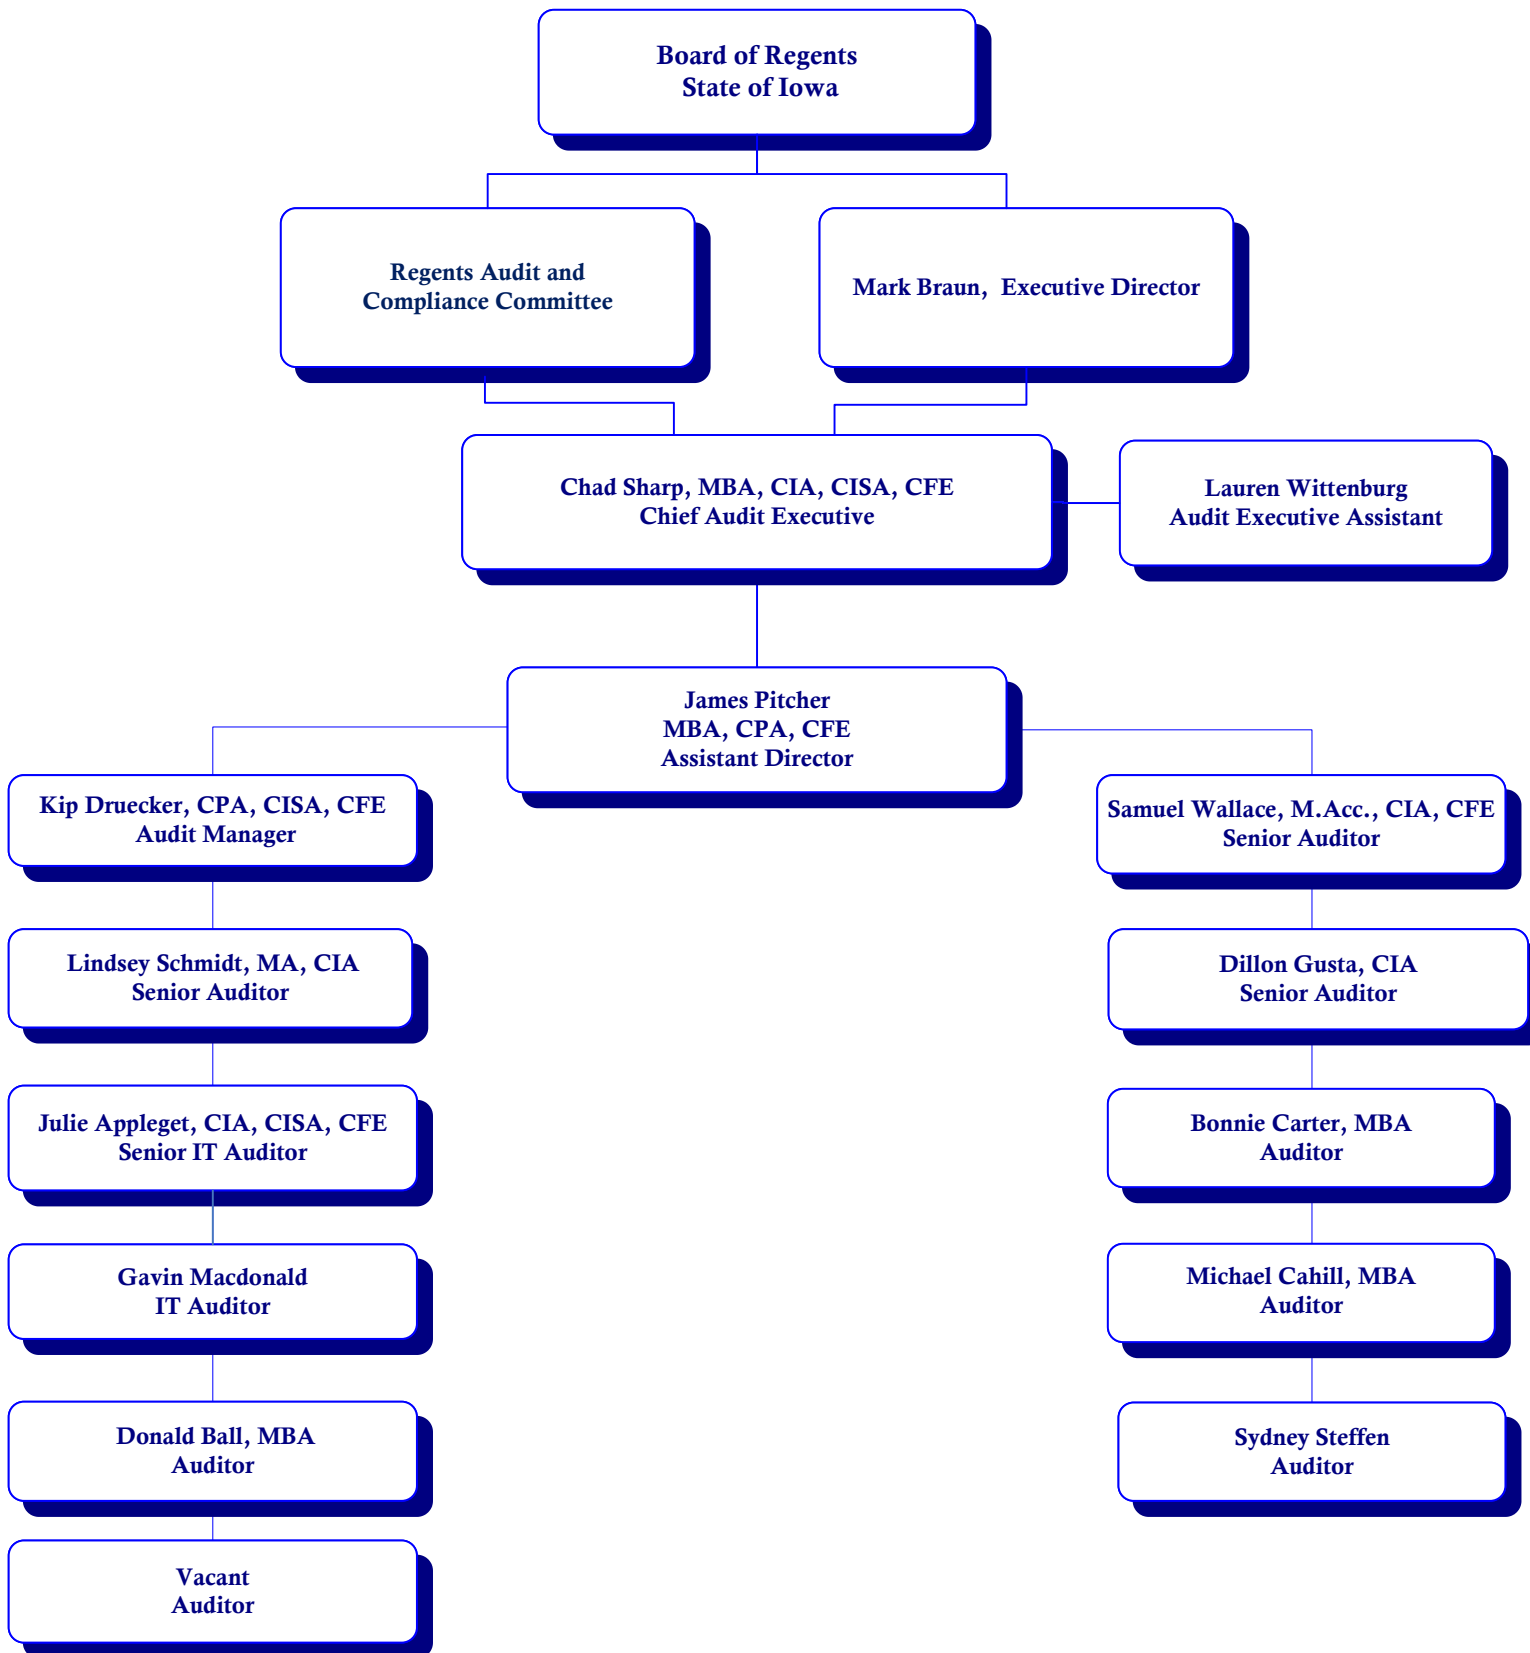 Board of Regents
State of Iowa
Regents Audit and
Compliance Committee
Mark Braun,  Executive Director
Chad Sharp, MBA, CIA, CISA, CFE
Chief Audit Executive
Lauren Wittenburg
Audit Executive Assistant
James Pitcher
MBA, CPA, CFE
Assistant Director
Kip Druecker, CPA, CISA, CFE
Audit Manager
Samuel Wallace, M.Acc., CIA, CFE
Senior Auditor
Lindsey Schmidt, MA, CIA
Senior Auditor
Dillon Gusta, CIA
Senior Auditor
Julie Appleget, CIA, CISA, CFE
Senior IT Auditor
Bonnie Carter, MBA
Auditor
Gavin Macdonald
IT Auditor
Michael Cahill, MBA
Auditor
Donald Ball, MBA
Auditor
Sydney Steffen
Auditor
Vacant
Auditor